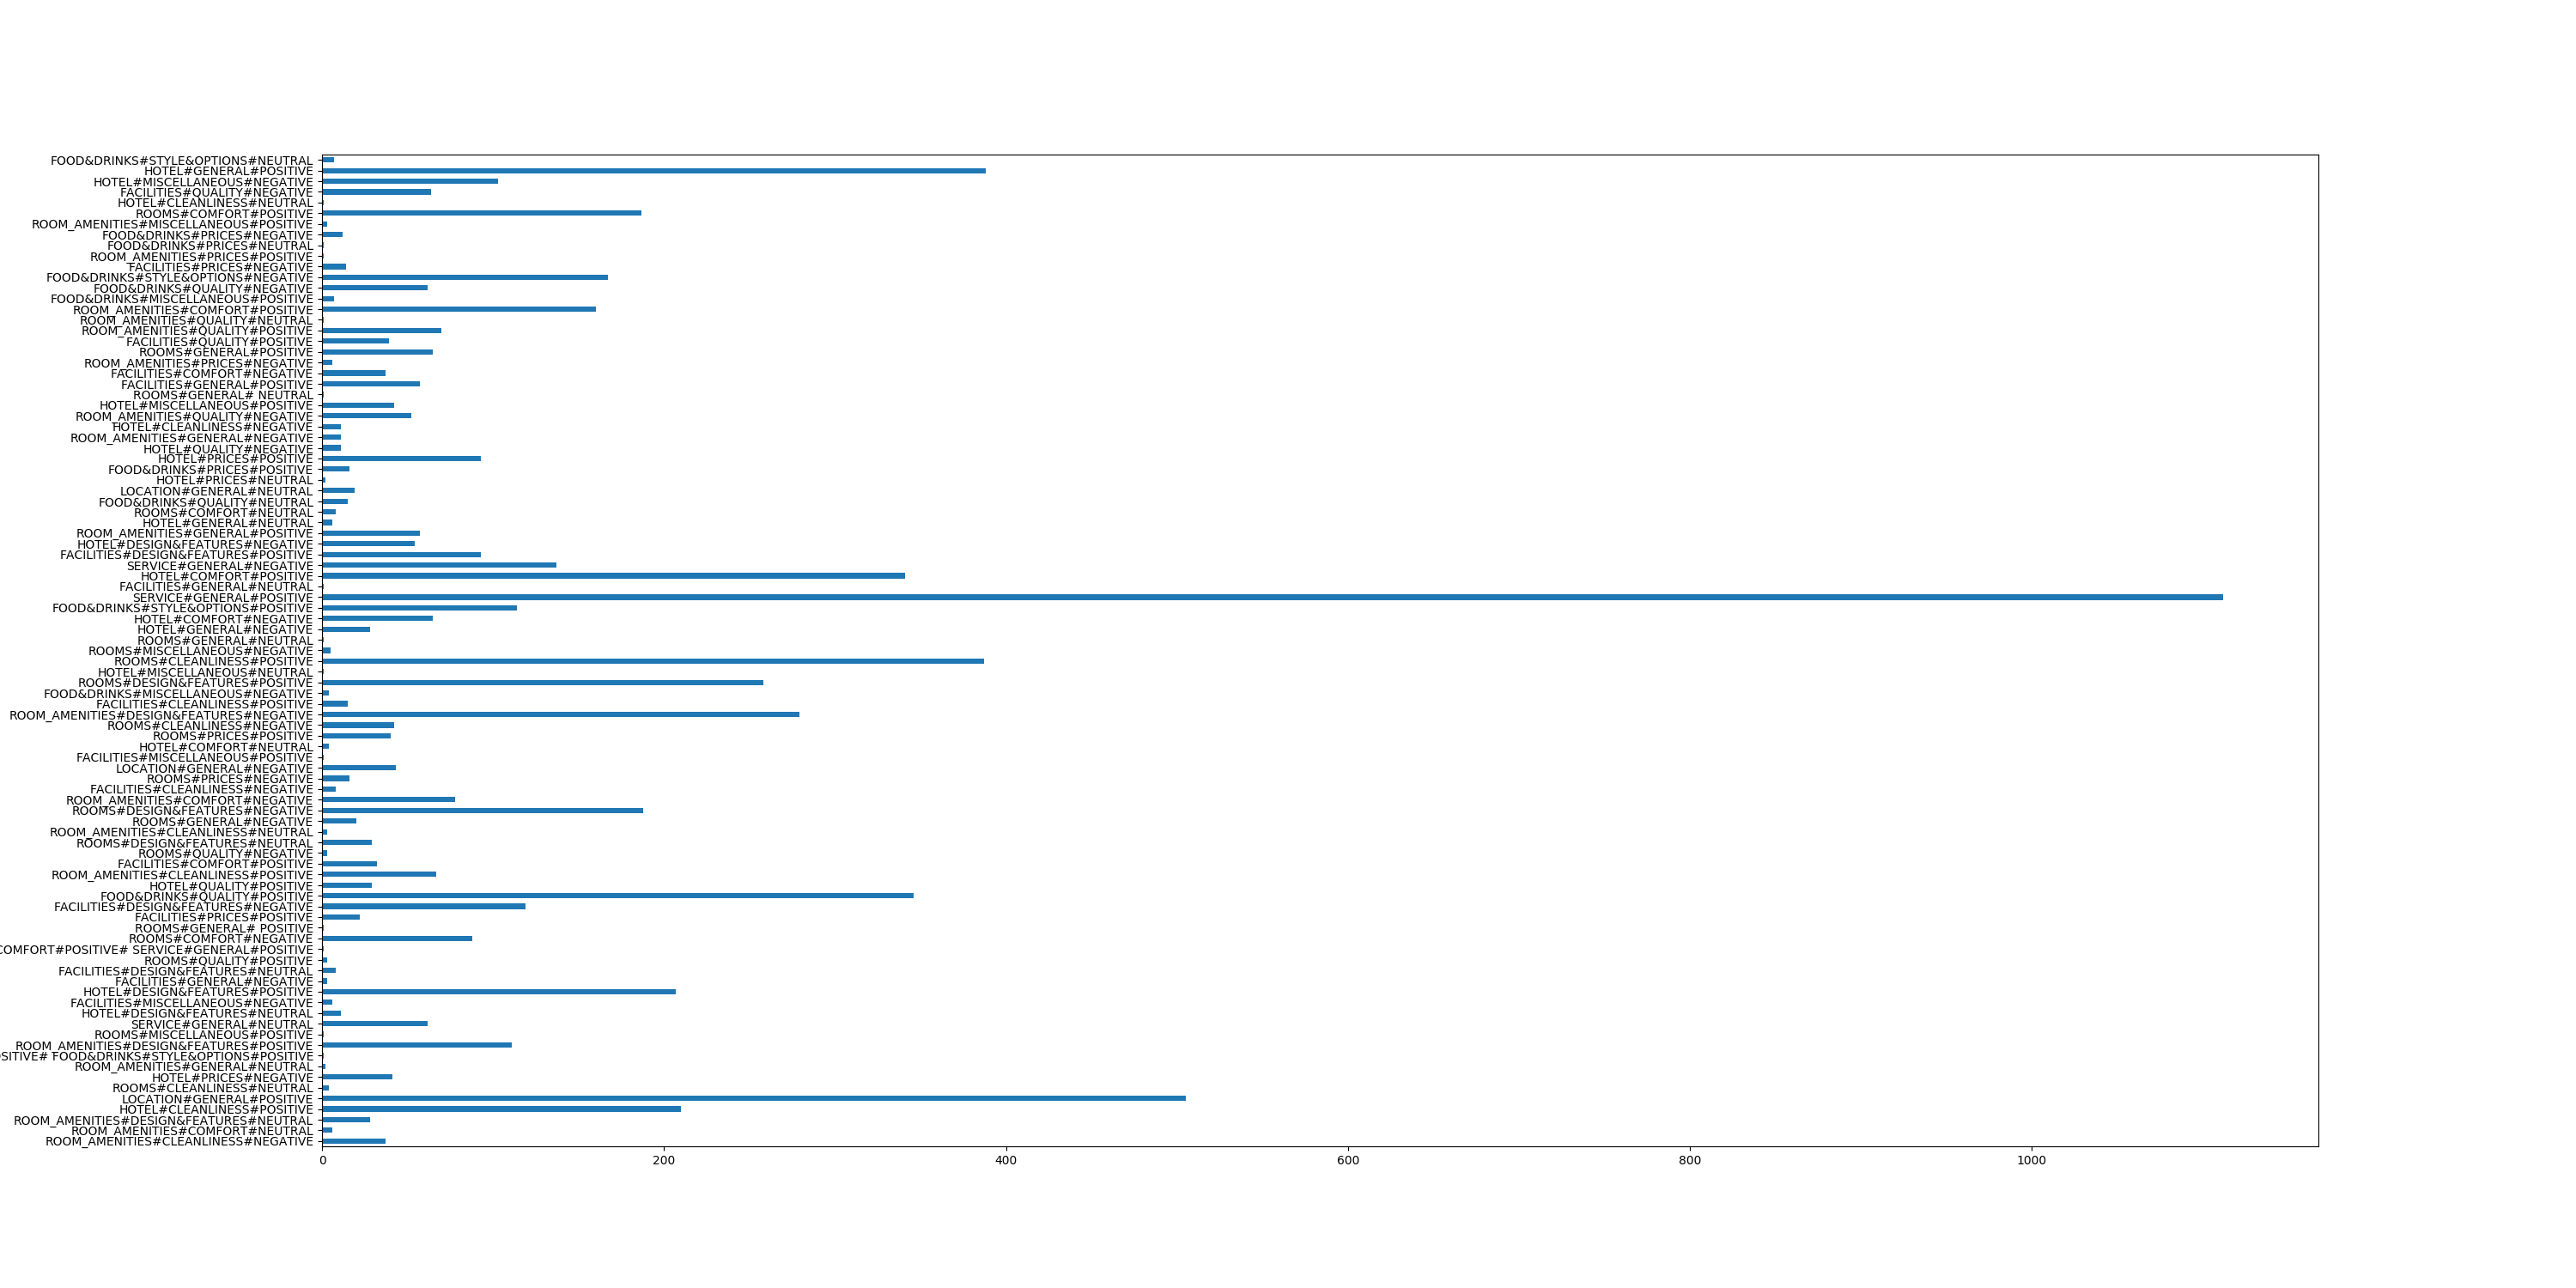 FOOD&DRINKS#STYLE&OPTIONS#NEUTRAL
HOTEL#GENERAL#POSITIVE
HOTEL#MISCELLANEOUS#NEGATIVE
FACILITIES#QUALITY#NEGATIVE
HOTEL#CLEANLINESS#NEUTRAL
ROOMS#COMFORT#POSITIVE
ROOM_AMENITIES#MISCELLANEOUS#POSITIVE
FOOD&DRINKS#PRICES#NEGATIVE
FOOD&DRINKS#PRICES#NEUTRAL
ROOM_AMENITIES#PRICES#POSITIVE
FACILITIES#PRICES#NEGATIVE
FOOD&DRINKS#STYLE&OPTIONS#NEGATIVE
FOOD&DRINKS#QUALITY#NEGATIVE
FOOD&DRINKS#MISCELLANEOUS#POSITIVE
ROOM_AMENITIES#COMFORT#POSITIVE
ROOM_AMENITIES#QUALITY#NEUTRAL
ROOM_AMENITIES#QUALITY#POSITIVE
FACILITIES#QUALITY#POSITIVE
ROOMS#GENERAL#POSITIVE
ROOM_AMENITIES#PRICES#NEGATIVE
FACILITIES#COMFORT#NEGATIVE
FACILITIES#GENERAL#POSITIVE
ROOMS#GENERAL# NEUTRAL
HOTEL#MISCELLANEOUS#POSITIVE
ROOM_AMENITIES#QUALITY#NEGATIVE
HOTEL#CLEANLINESS#NEGATIVE
ROOM_AMENITIES#GENERAL#NEGATIVE
HOTEL#QUALITY#NEGATIVE
HOTEL#PRICES#POSITIVE
FOOD&DRINKS#PRICES#POSITIVE
HOTEL#PRICES#NEUTRAL
LOCATION#GENERAL#NEUTRAL
FOOD&DRINKS#QUALITY#NEUTRAL
ROOMS#COMFORT#NEUTRAL
HOTEL#GENERAL#NEUTRAL
ROOM_AMENITIES#GENERAL#POSITIVE
HOTEL#DESIGN&FEATURES#NEGATIVE
FACILITIES#DESIGN&FEATURES#POSITIVE
SERVICE#GENERAL#NEGATIVE
HOTEL#COMFORT#POSITIVE
FACILITIES#GENERAL#NEUTRAL
SERVICE#GENERAL#POSITIVE
FOOD&DRINKS#STYLE&OPTIONS#POSITIVE
HOTEL#COMFORT#NEGATIVE
HOTEL#GENERAL#NEGATIVE
ROOMS#GENERAL#NEUTRAL
ROOMS#MISCELLANEOUS#NEGATIVE
ROOMS#CLEANLINESS#POSITIVE
HOTEL#MISCELLANEOUS#NEUTRAL
ROOMS#DESIGN&FEATURES#POSITIVE
FOOD&DRINKS#MISCELLANEOUS#NEGATIVE
FACILITIES#CLEANLINESS#POSITIVE
ROOM_AMENITIES#DESIGN&FEATURES#NEGATIVE
ROOMS#CLEANLINESS#NEGATIVE
ROOMS#PRICES#POSITIVE
HOTEL#COMFORT#NEUTRAL
FACILITIES#MISCELLANEOUS#POSITIVE
LOCATION#GENERAL#NEGATIVE
ROOMS#PRICES#NEGATIVE
FACILITIES#CLEANLINESS#NEGATIVE
ROOM_AMENITIES#COMFORT#NEGATIVE
ROOMS#DESIGN&FEATURES#NEGATIVE
ROOMS#GENERAL#NEGATIVE
ROOM_AMENITIES#CLEANLINESS#NEUTRAL
ROOMS#DESIGN&FEATURES#NEUTRAL
ROOMS#QUALITY#NEGATIVE
FACILITIES#COMFORT#POSITIVE
ROOM_AMENITIES#CLEANLINESS#POSITIVE
HOTEL#QUALITY#POSITIVE
FOOD&DRINKS#QUALITY#POSITIVE
FACILITIES#DESIGN&FEATURES#NEGATIVE
FACILITIES#PRICES#POSITIVE
ROOMS#GENERAL# POSITIVE
ROOMS#COMFORT#NEGATIVE
COMFORT#POSITIVE# SERVICE#GENERAL#POSITIVE
ROOMS#QUALITY#POSITIVE
FACILITIES#DESIGN&FEATURES#NEUTRAL
FACILITIES#GENERAL#NEGATIVE
HOTEL#DESIGN&FEATURES#POSITIVE
FACILITIES#MISCELLANEOUS#NEGATIVE
HOTEL#DESIGN&FEATURES#NEUTRAL
SERVICE#GENERAL#NEUTRAL
ROOMS#MISCELLANEOUS#POSITIVE
ROOM_AMENITIES#DESIGN&FEATURES#POSITIVE
SITIVE# FOOD&DRINKS#STYLE&OPTIONS#POSITIVE
ROOM_AMENITIES#GENERAL#NEUTRAL
HOTEL#PRICES#NEGATIVE
ROOMS#CLEANLINESS#NEUTRAL
LOCATION#GENERAL#POSITIVE
HOTEL#CLEANLINESS#POSITIVE
ROOM_AMENITIES#DESIGN&FEATURES#NEUTRAL
ROOM_AMENITIES#COMFORT#NEUTRAL
ROOM_AMENITIES#CLEANLINESS#NEGATIVE
0 200 400 600 800 1000